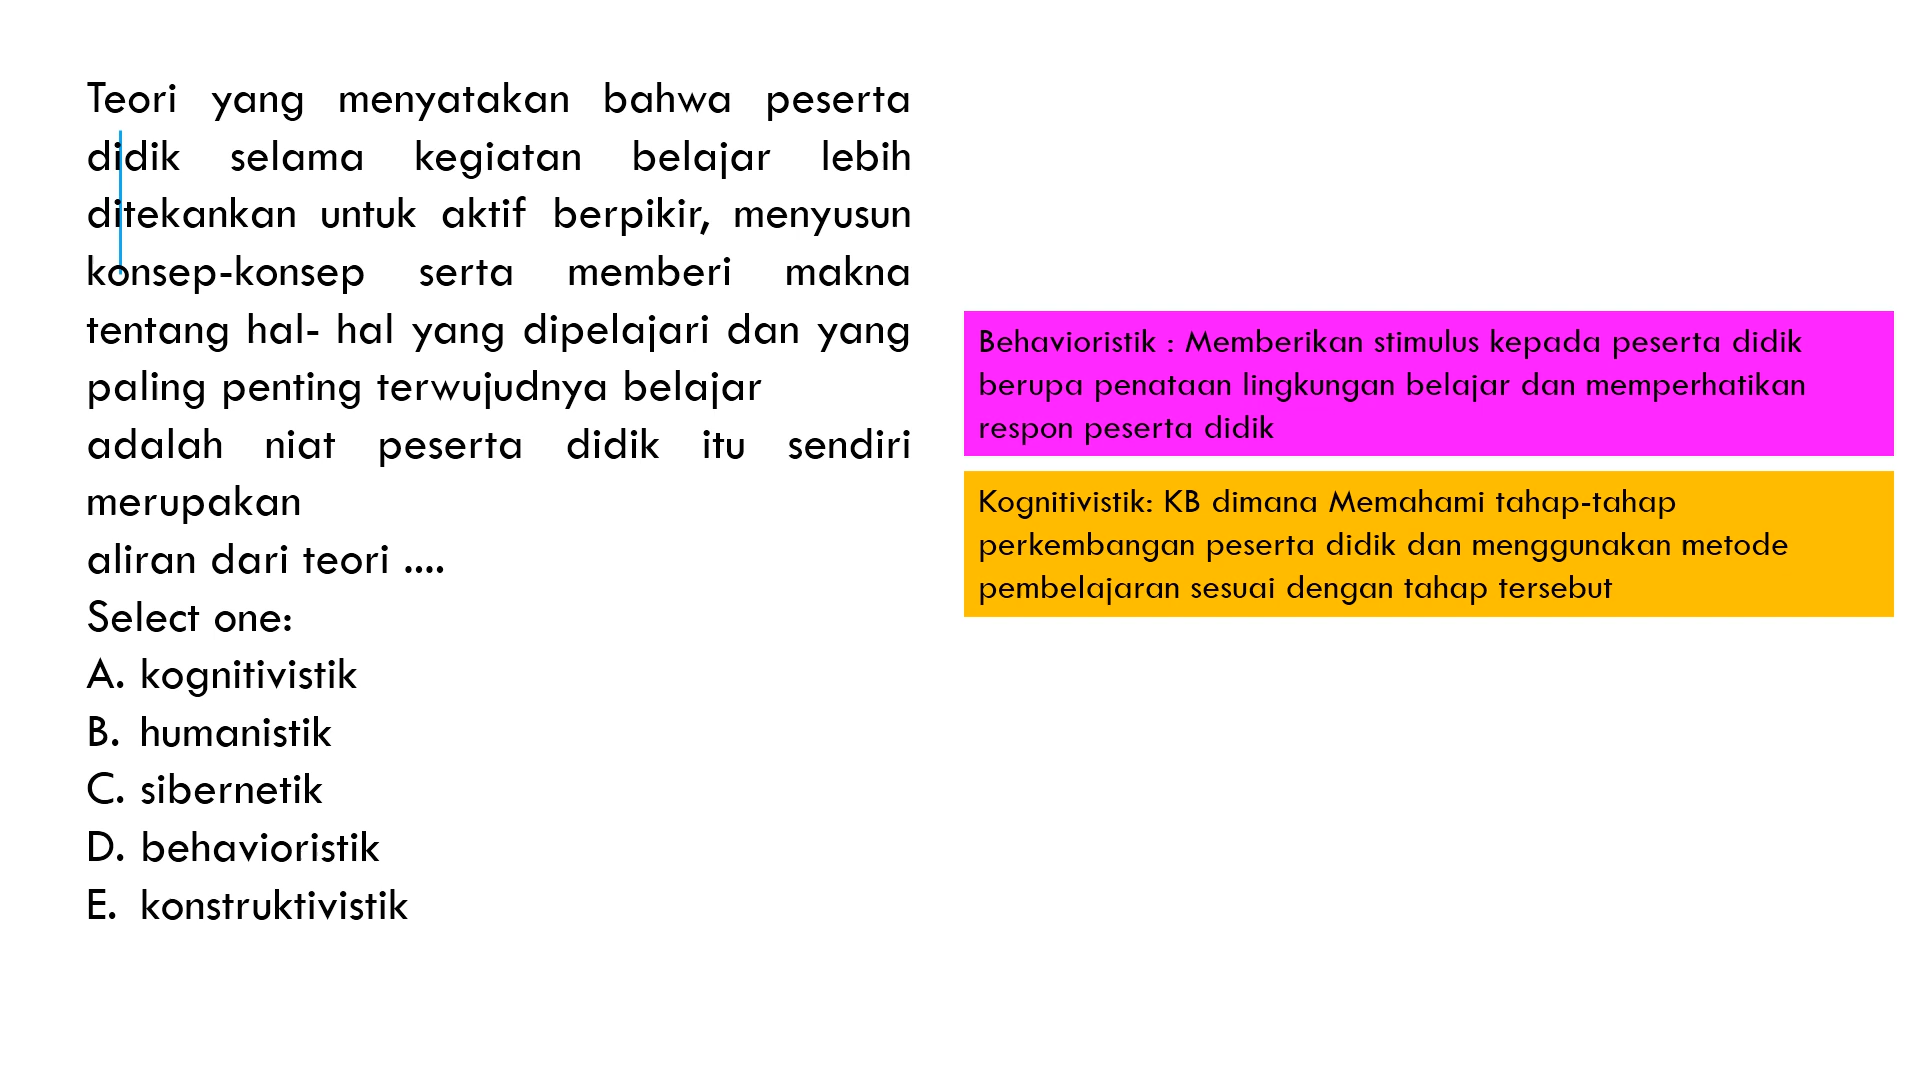 Teori yang menyatakan bahwa peserta
didik selama kegiatan belajar lebih
ditekankan untuk aktif berpikir, menyusun
konsep-konsep serta memberi makna
tentang hal- hal yang dipelajari dan yang
paling penting terwujudnya belajar
adalah niat peserta didik itu sendiri
merupakan
aliran dari teori ....
Select one:
A. kognitivistik
B. humanistik
C. sibernetik
D. behavioristik
E. konstruktivistik
Behavioristik : Memberikan stimulus kepada peserta didik
berupa penataan lingkungan belajar dan memperhatikan
respon peserta didik
Kognitivistik: KB dimana Memahami tahap-tahap
perkembangan peserta didik dan menggunakan metode
pembelajaran sesuai dengan tahap tersebut